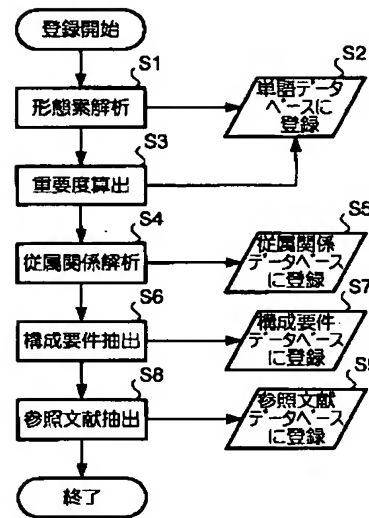 登録開始
S1
形態素解析
S2
単語データ
ベースに
登録
S3
重要度算出
S4
従属関係解析
S5
従属関係
データベース
に登録
S6
構成要件抽出
S7
構成要件
データベース
に登録
S8
参照文献抽出
S9
参照文献
データベース
に登録
終了